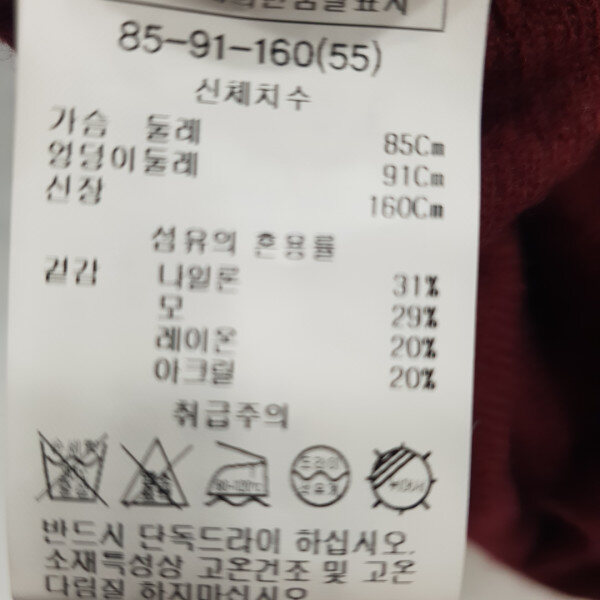 85-91-160(55)
신체치수
가슴 둘레 85Cm
엉덩이둘레 91Cm
신장 160Cm
섬유의 혼용률
겉감 나일론 31%
모 29%
레이온 20%
아크릴 20%
취급주의
드라이
반드시 단독드라이 하십시오.
소재특성상 고온건조 및 고온
다림질 하지마십시오